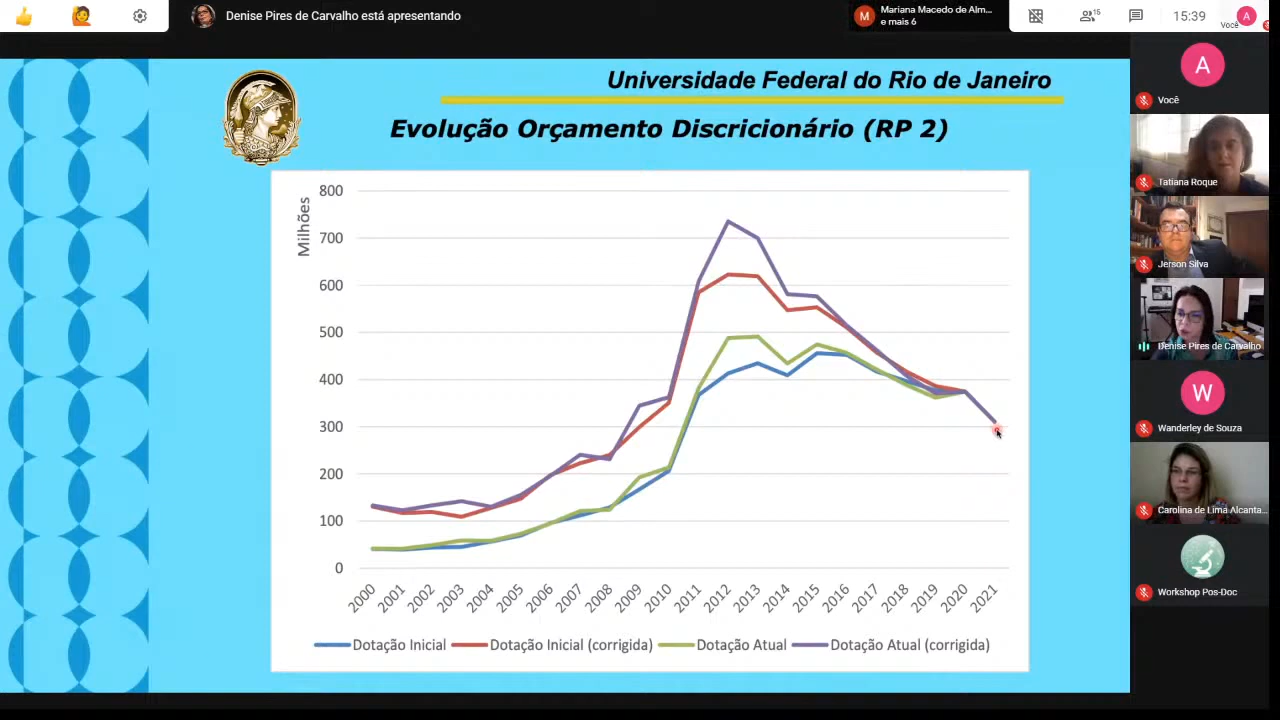 Denise Pires de Carvalho está apresentando
Mariana Macedo de Alm...
e mais 6
15
15:39
A
Você
Universidade Federal do Rio de Janeiro
Evolução Orçamento Discricionário (RP 2)
Milhões
800
700
600
500
400
300
200
100
0
2000 2001 2002 2003 2004 2005 2006 2007 2008 2009 2010 2011 2012 2013 2014 2015 2016 2017 2018 2019 2020 2021
Dotação Inicial Dotação Inicial (corrigida) Dotação Atual Dotação Atual (corrigida)
A
Você
Tatiana Roque
Jerson Silva
Denise Pires de Carvalho
W
Wanderley de Souza
Carolina de Lima Alcanta...
Workshop Pos-Doc
M